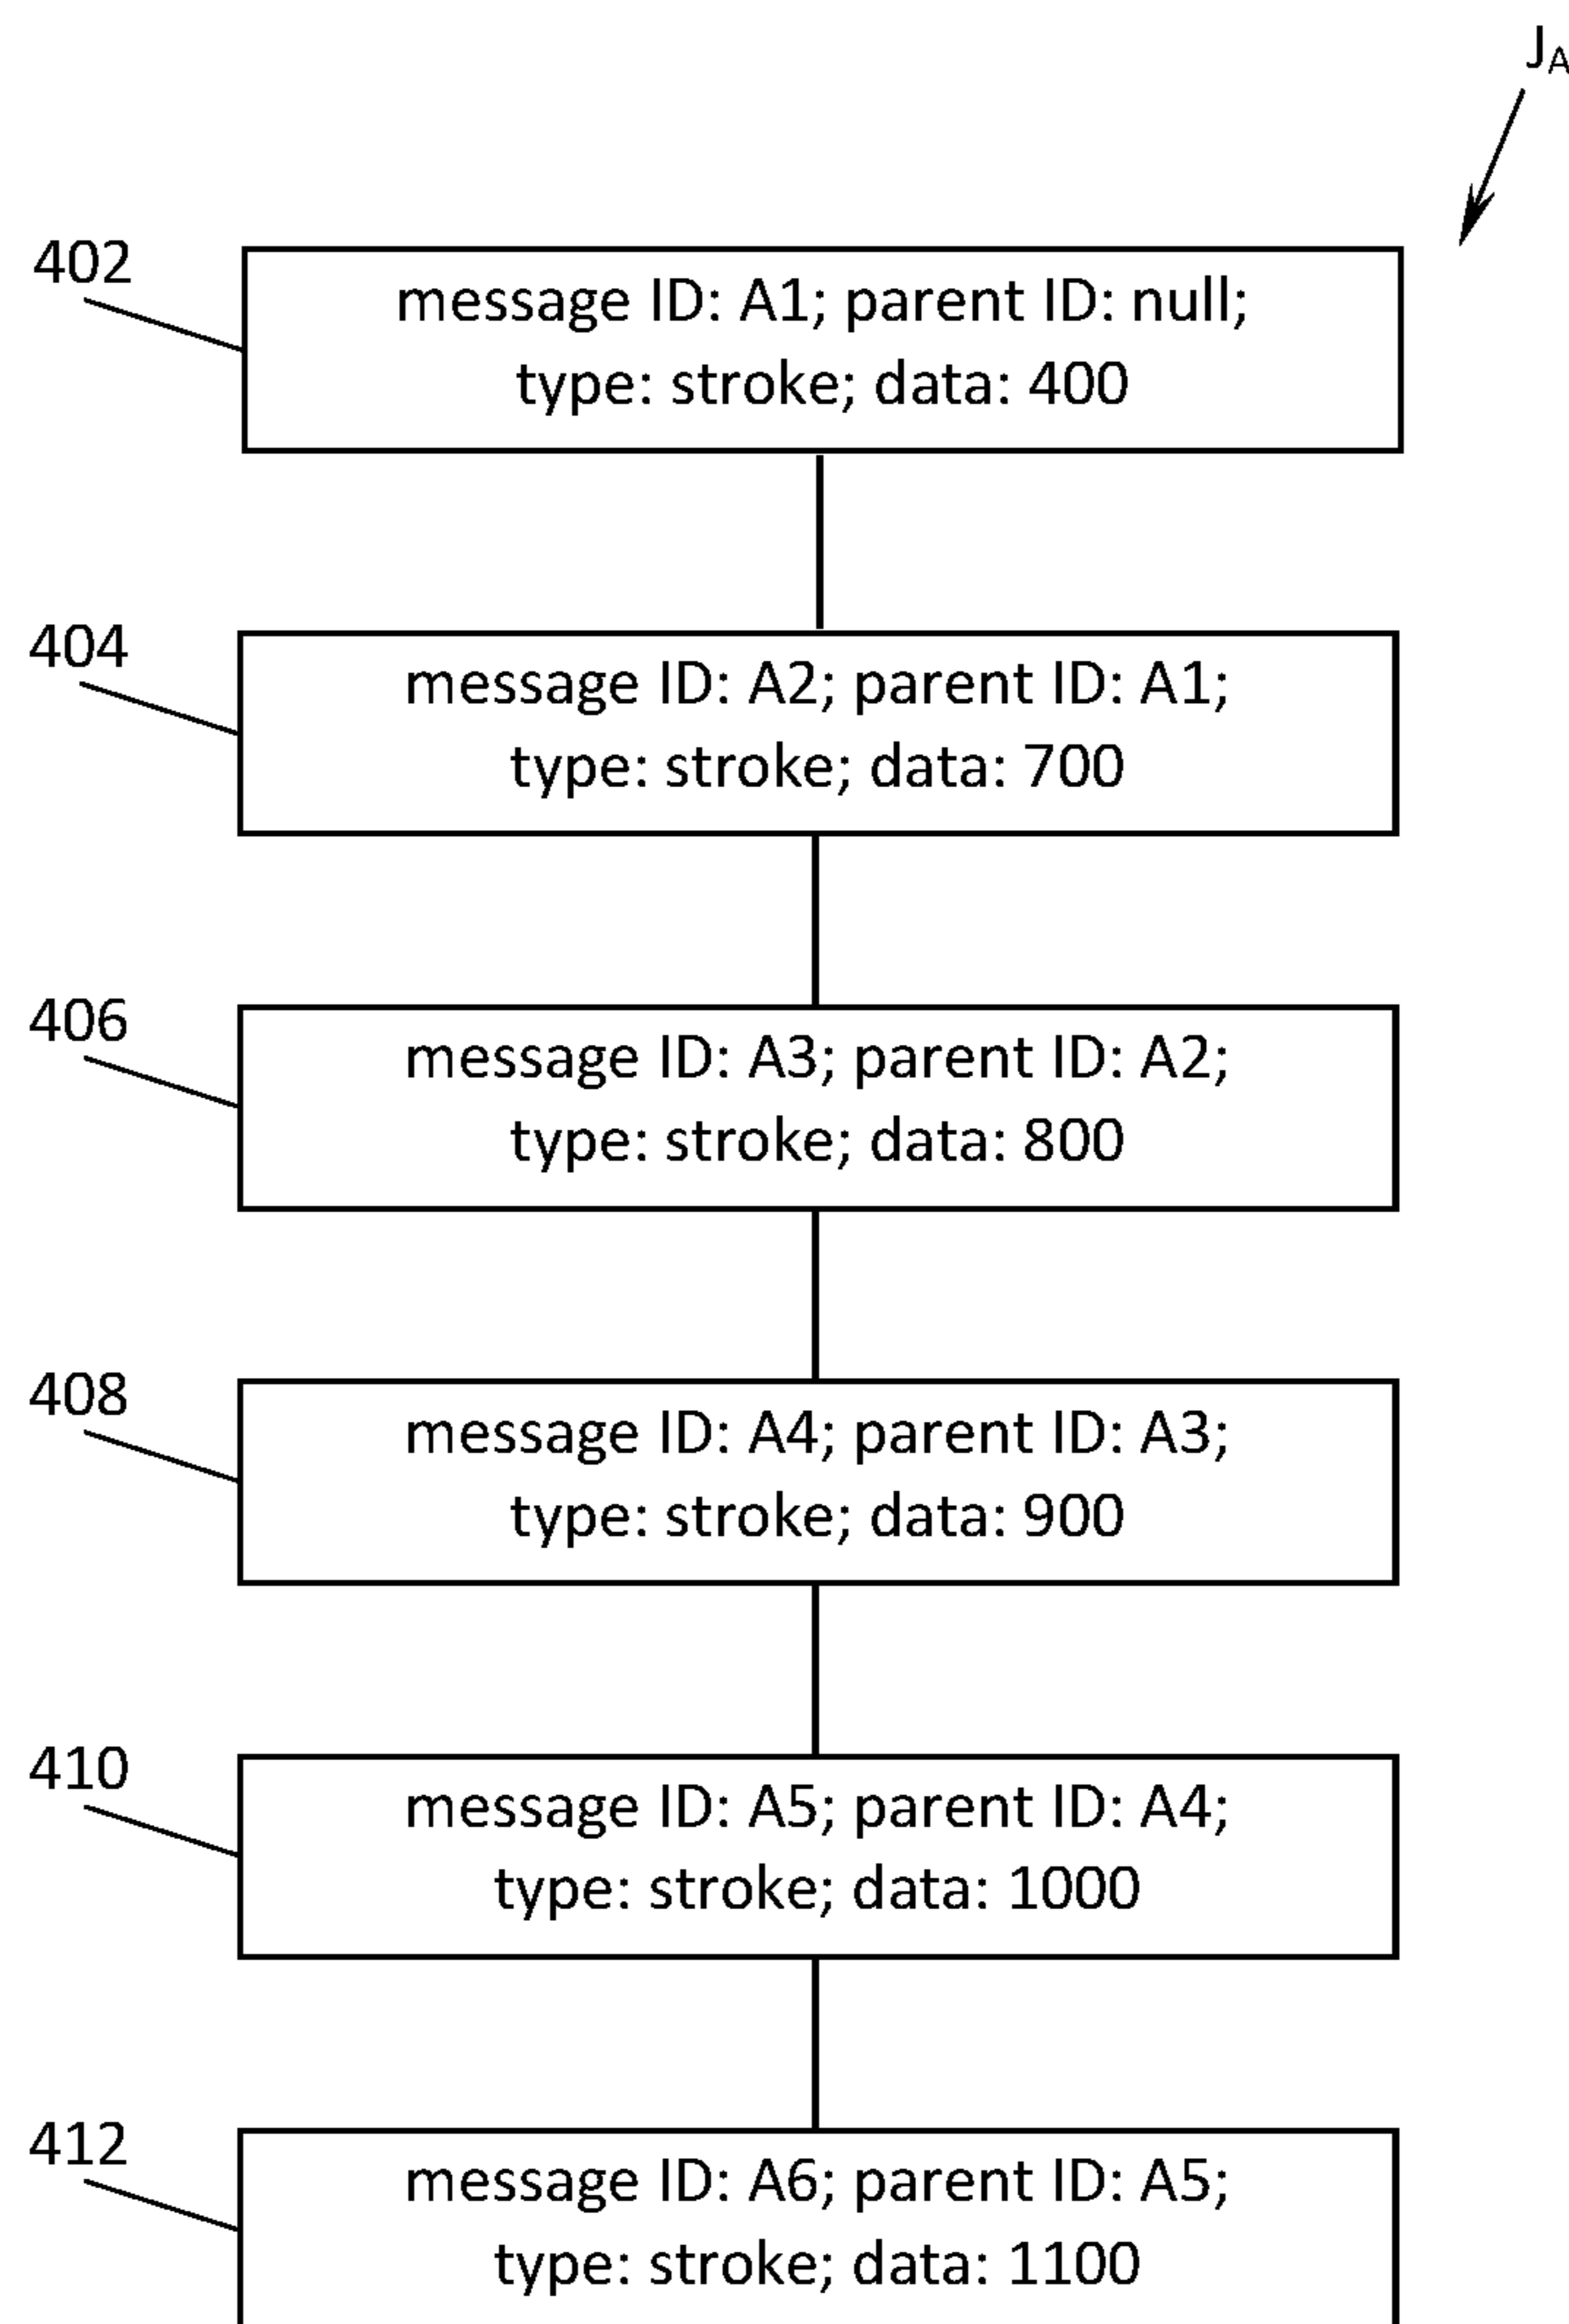 J_A
402
message ID: A1; parent ID: null;
type: stroke; data: 400
404
message ID: A2; parent ID: A1;
type: stroke; data: 700
406
message ID: A3; parent ID: A2;
type: stroke; data: 800
408
message ID: A4; parent ID: A3;
type: stroke; data: 900
410
message ID: A5; parent ID: A4;
type: stroke; data: 1000
412
message ID: A6; parent ID: A5;
type: stroke; data: 1100